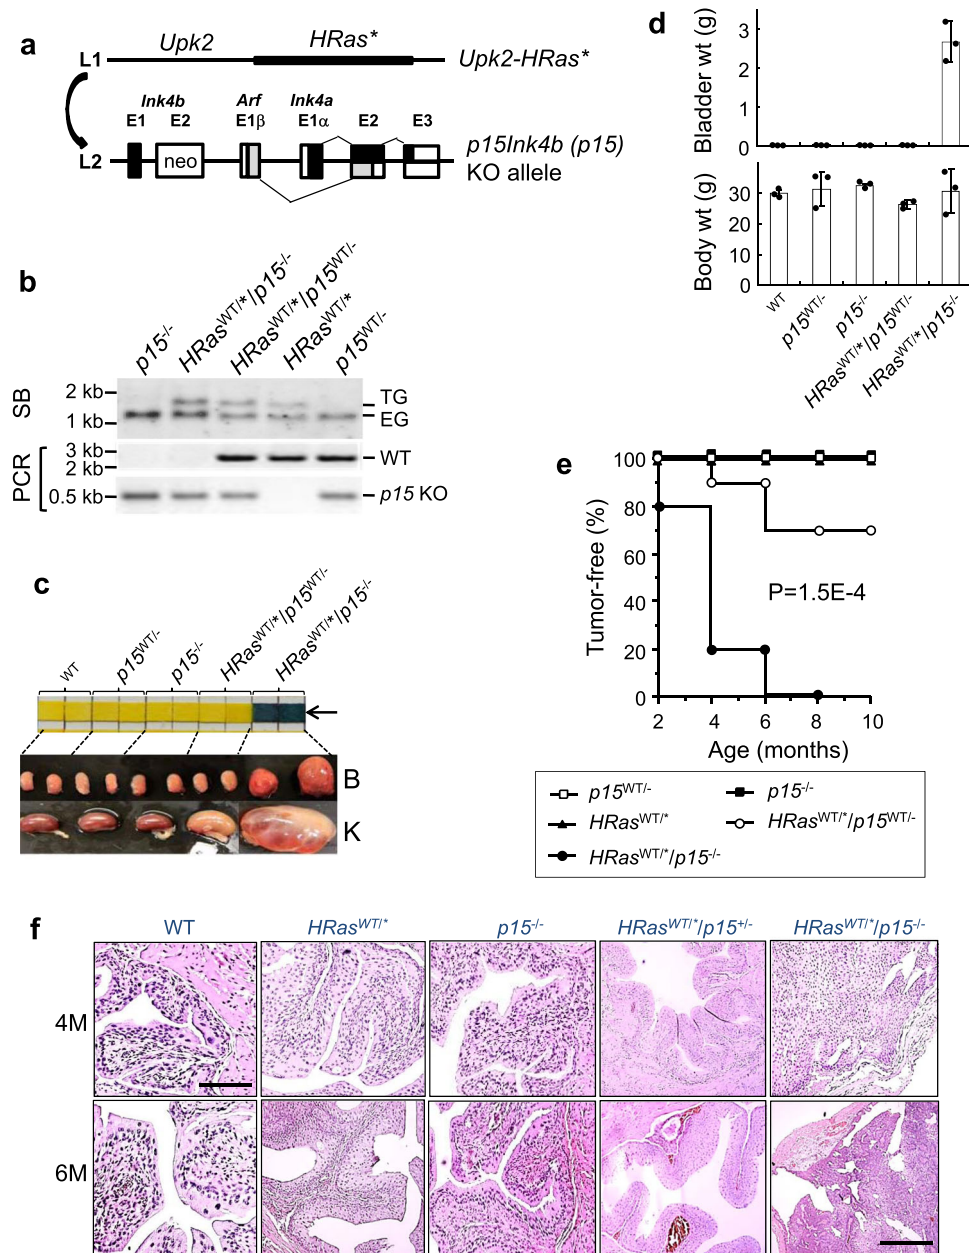 a
Upk2 HRas*
L1 Upk2-HRas*
Ink4b Arf Ink4a
E1 E2 E1β E1α E2 E3
L2 neo p15Ink4b (p15)
KO allele
b
p15-/- HRasWT/*/p15-/- HRasWT/*/p15WT/- HRasWT/* p15WT/-
SB
2 kb TG
1 kb EG
PCR
3 kb WT
2 kb
0.5 kb p15 KO
c
WT p15WT/- p15-/- HRasWT/*/p15WT/- HRasWT/*/p15-/-
B
K
d
Bladder wt (g)
3
2
1
0
Body wt (g)
30
20
10
0
WT p15WT/- p15-/- HRasWT/*/p15WT/- HRasWT/*/p15-/-
e
Tumor-free (%)
100
80
60
40
20
0
P=1.5E-4
2 4 6 8 10
Age (months)
p15WT/- p15-/-
HRasWT/* HRasWT/*/p15WT/-
HRasWT/*/p15-/-
f
WT HRasWT/* p15-/- HRasWT/*/p15+/- HRasWT/*/p15-/-
4M
6M